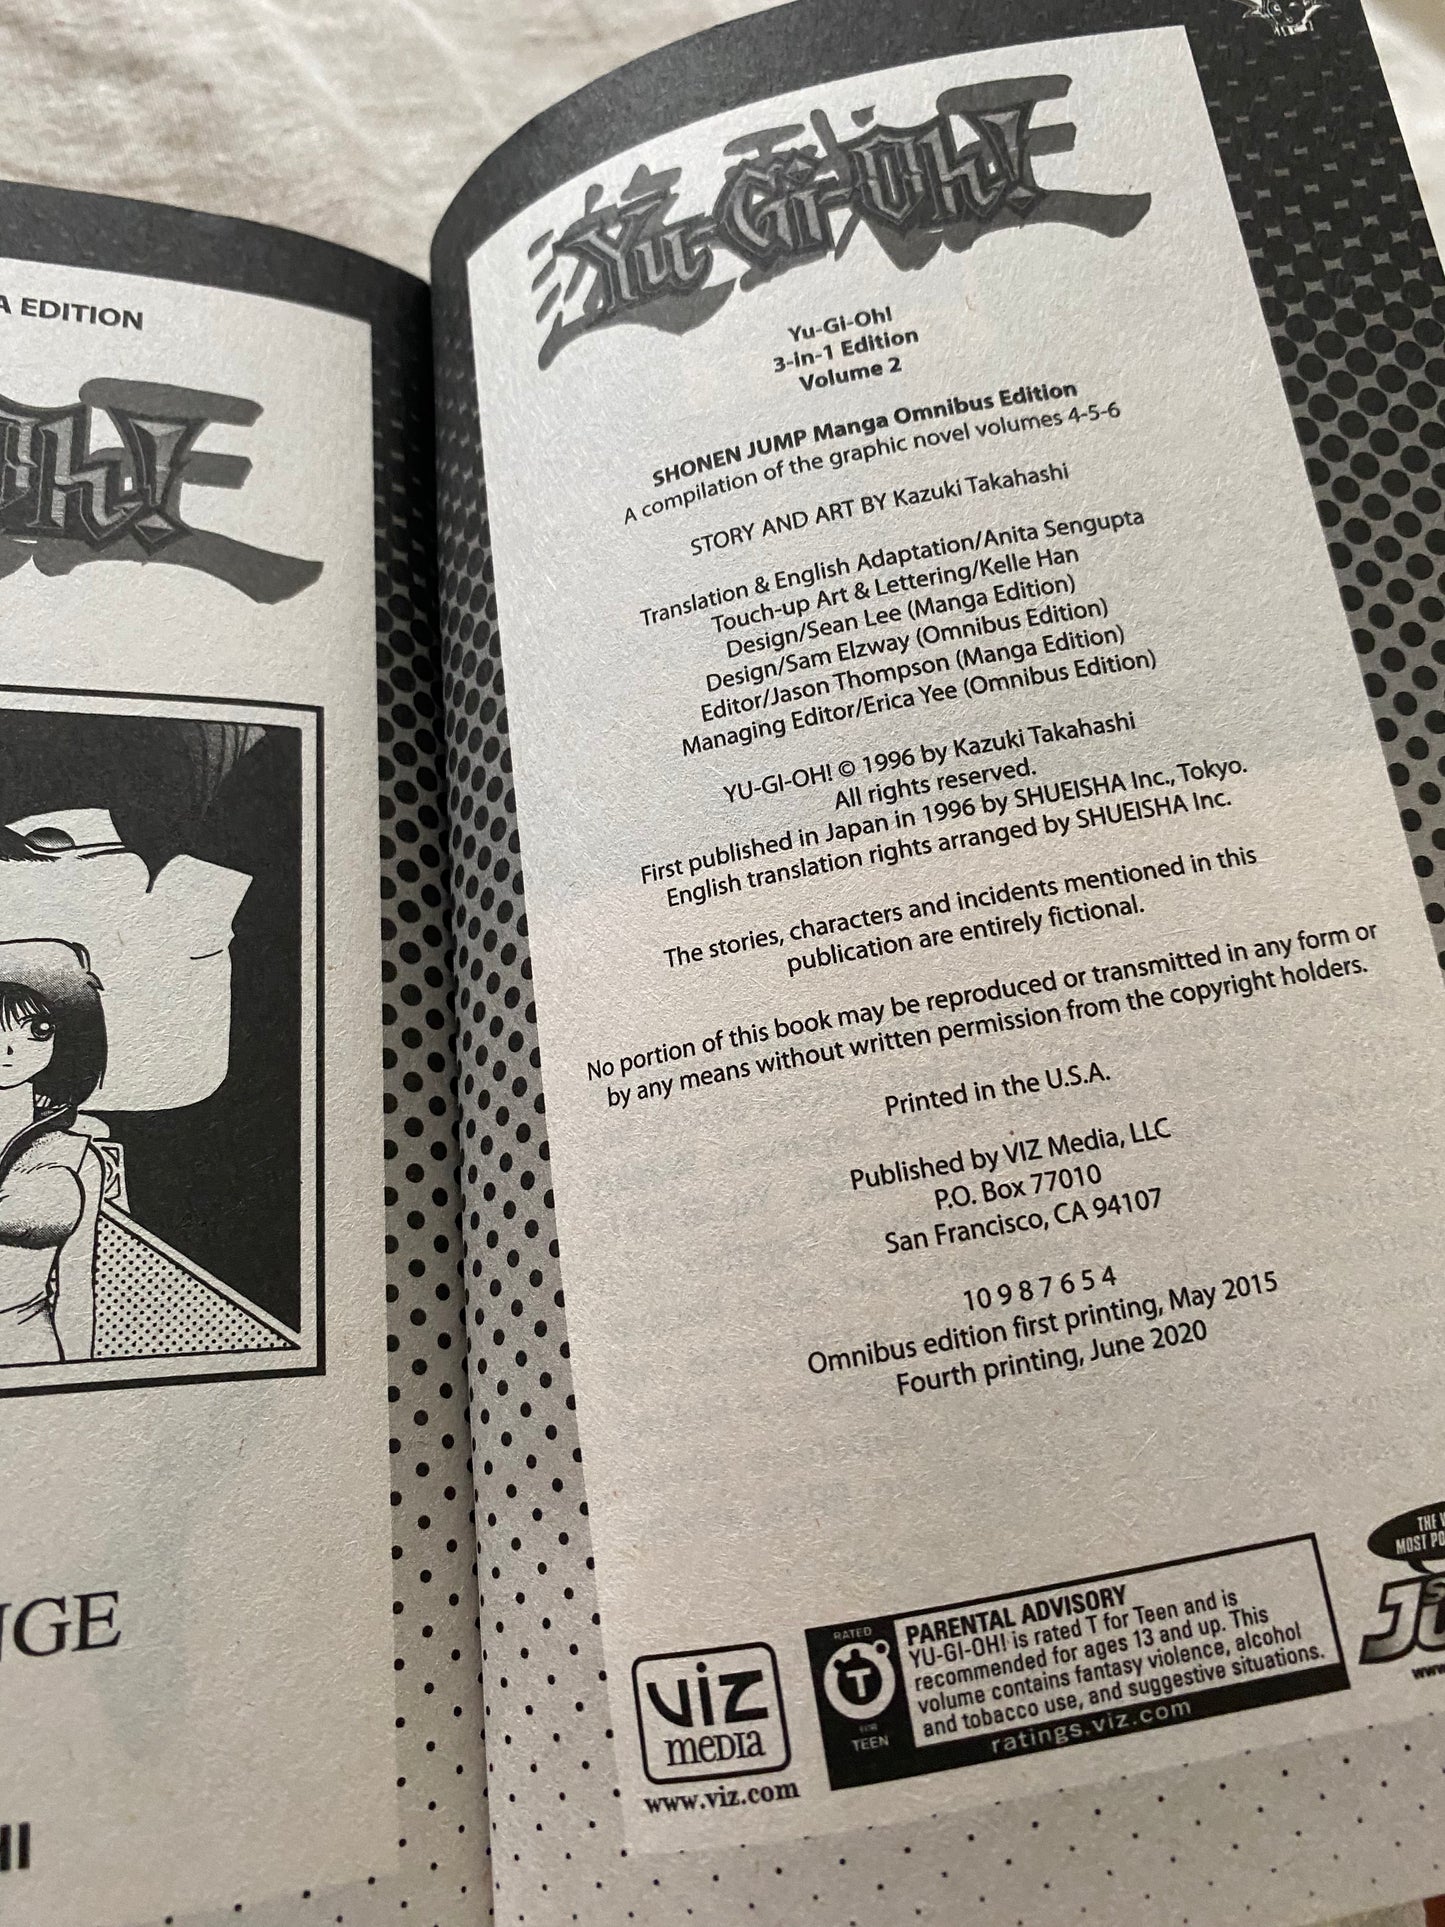 A EDITION
Oh!
NGE
HI
遊☆戯☆王
Yu-Gi-Oh!
Yu-Gi-Oh!
3-in-1 Edition
Volume 2
SHONEN JUMP Manga Omnibus Edition
A compilation of the graphic novel volumes 4-5-6
STORY AND ART BY Kazuki Takahashi
Translation & English Adaptation/Anita Sengupta
Touch-up Art & Lettering/Kelle Han
Design/Sean Lee (Manga Edition)
Design/Sam Elzway (Omnibus Edition)
Editor/Jason Thompson (Manga Edition)
Managing Editor/Erica Yee (Omnibus Edition)
YU-GI-OH! © 1996 by Kazuki Takahashi
All rights reserved.
First published in Japan in 1996 by SHUEISHA Inc., Tokyo.
English translation rights arranged by SHUEISHA Inc.
The stories, characters and incidents mentioned in this
publication are entirely fictional.
No portion of this book may be reproduced or transmitted in any form or
by any means without written permission from the copyright holders.
Printed in the U.S.A.
Published by VIZ Media, LLC
P.O. Box 77010
San Francisco, CA 94107
10 9 8 7 6 5 4
Omnibus edition first printing, May 2015
Fourth printing, June 2020
VIZ
MEDIA
www.viz.com
RATED
T
FOR
TEEN
PARENTAL ADVISORY
YU-GI-OH! is rated T for Teen and is
recommended for ages 13 and up. This
volume contains fantasy violence, alcohol
and tobacco use, and suggestive situations.
ratings.viz.com
THE
MOST
www.